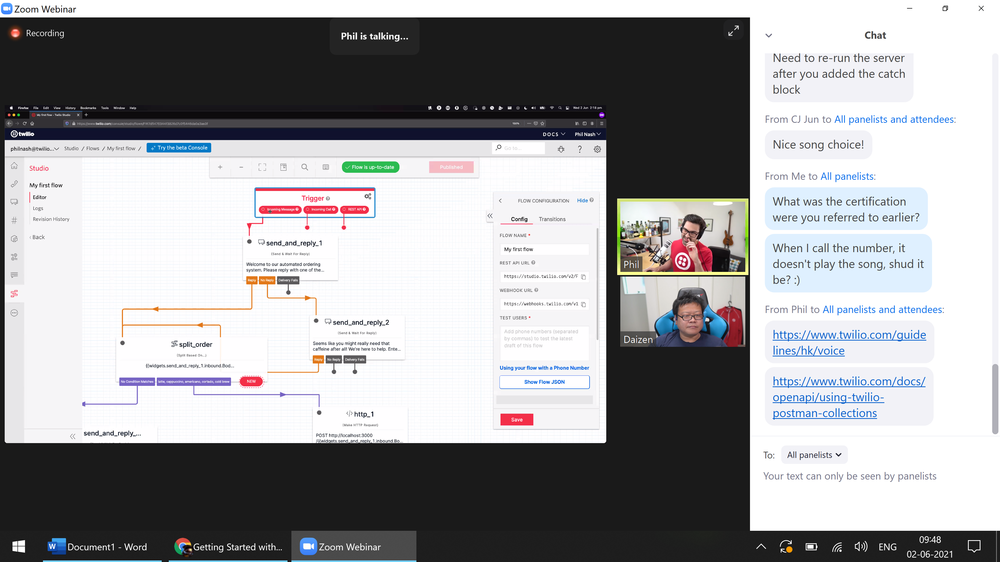 Zoom Webinar
Recording
Phil is talking...
Firefox File Edit View History Bookmarks Tools Window Help
Wed 2 Jun 2:18 pm
My first flow - Twilio Studio
https://www.twilio.com/console/studio/flows/FW7d5476344f3826d7c0f5446da0a3ae3f
150%
twilio
DOCS
Phil Nash
philnash@twilio...
Studio / Flows / My first flow /
Try the beta Console
Go to...
Studio
My first flow
Editor
Logs
Revision History
Back
Flow is up-to-date
Published
Trigger
Incoming Message
Incoming Call
REST API
send_and_reply_1
(Send & Wait For Reply)
Welcome to our automated ordering
system. Please reply with one of the...
Reply
No Reply
Delivery Fails
send_and_reply_2
(Send & Wait For Reply)
Seems like you might really need that
caffeine after all! We're here to help. Ente...
Reply
No Reply
Delivery Fails
split_order
(Split Based On...)
{{widgets.send_and_reply_1.inbound.Bod...
No Condition Matches
latte, cappuccino, americano, cortado, cold brew
NEW
http_1
(Make HTTP Request)
POST http://localhost:3000
/{{widgets.send_and_reply_1.inbound.Bo...
send_and_reply_...
FLOW CONFIGURATION
Hide
Config
Transitions
FLOW NAME *
My first flow
REST API URL
https://studio.twilio.com/v2/F
WEBHOOK URL
https://webhooks.twilio.com/v1
TEST USERS *
Add phone numbers (separated
by commas) to test the latest
draft of this flow
Using your flow with a Phone Number
Show Flow JSON
Save
Phil
Daizen
Chat
Need to re-run the server
after you added the catch
block
From CJ Jun to All panelists and attendees:
Nice song choice!
From Me to All panelists:
What was the certification
were you referred to earlier?
When I call the number, it
doesn't play the song, shud it
be? :)
From Phil to All panelists and attendees:
https://www.twilio.com/guide
lines/hk/voice
https://www.twilio.com/docs/
openapi/using-twilio-
postman-collections
To: All panelists
Your text can only be seen by panelists
Document1 - Word
Getting Started with...
Zoom Webinar
ENG
09:48
02-06-2021